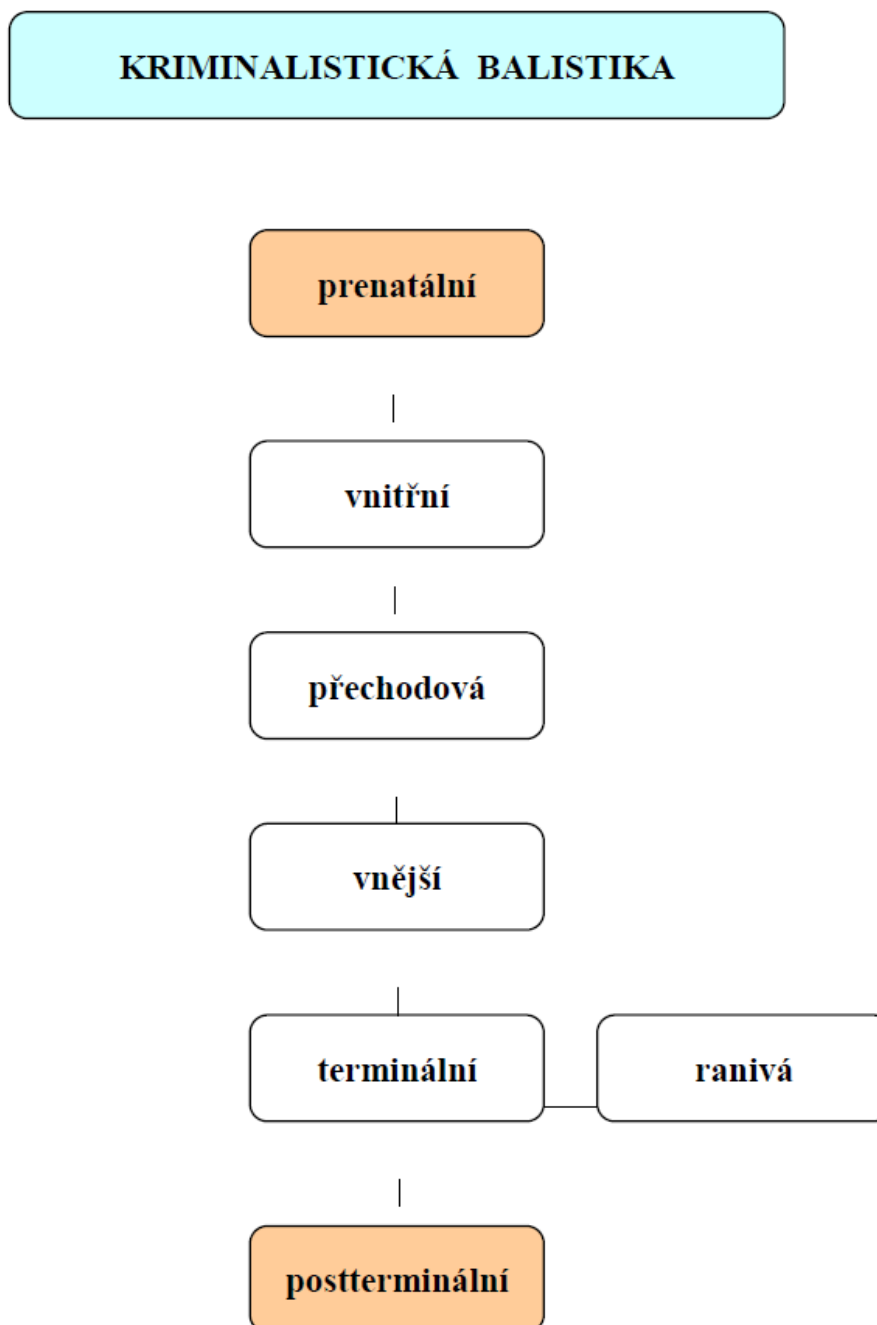 KRIMINALISTICKÁ BALISTIKA
prenatální
vnitřní
přechodová
vnější
terminální
ranivá
postterminální